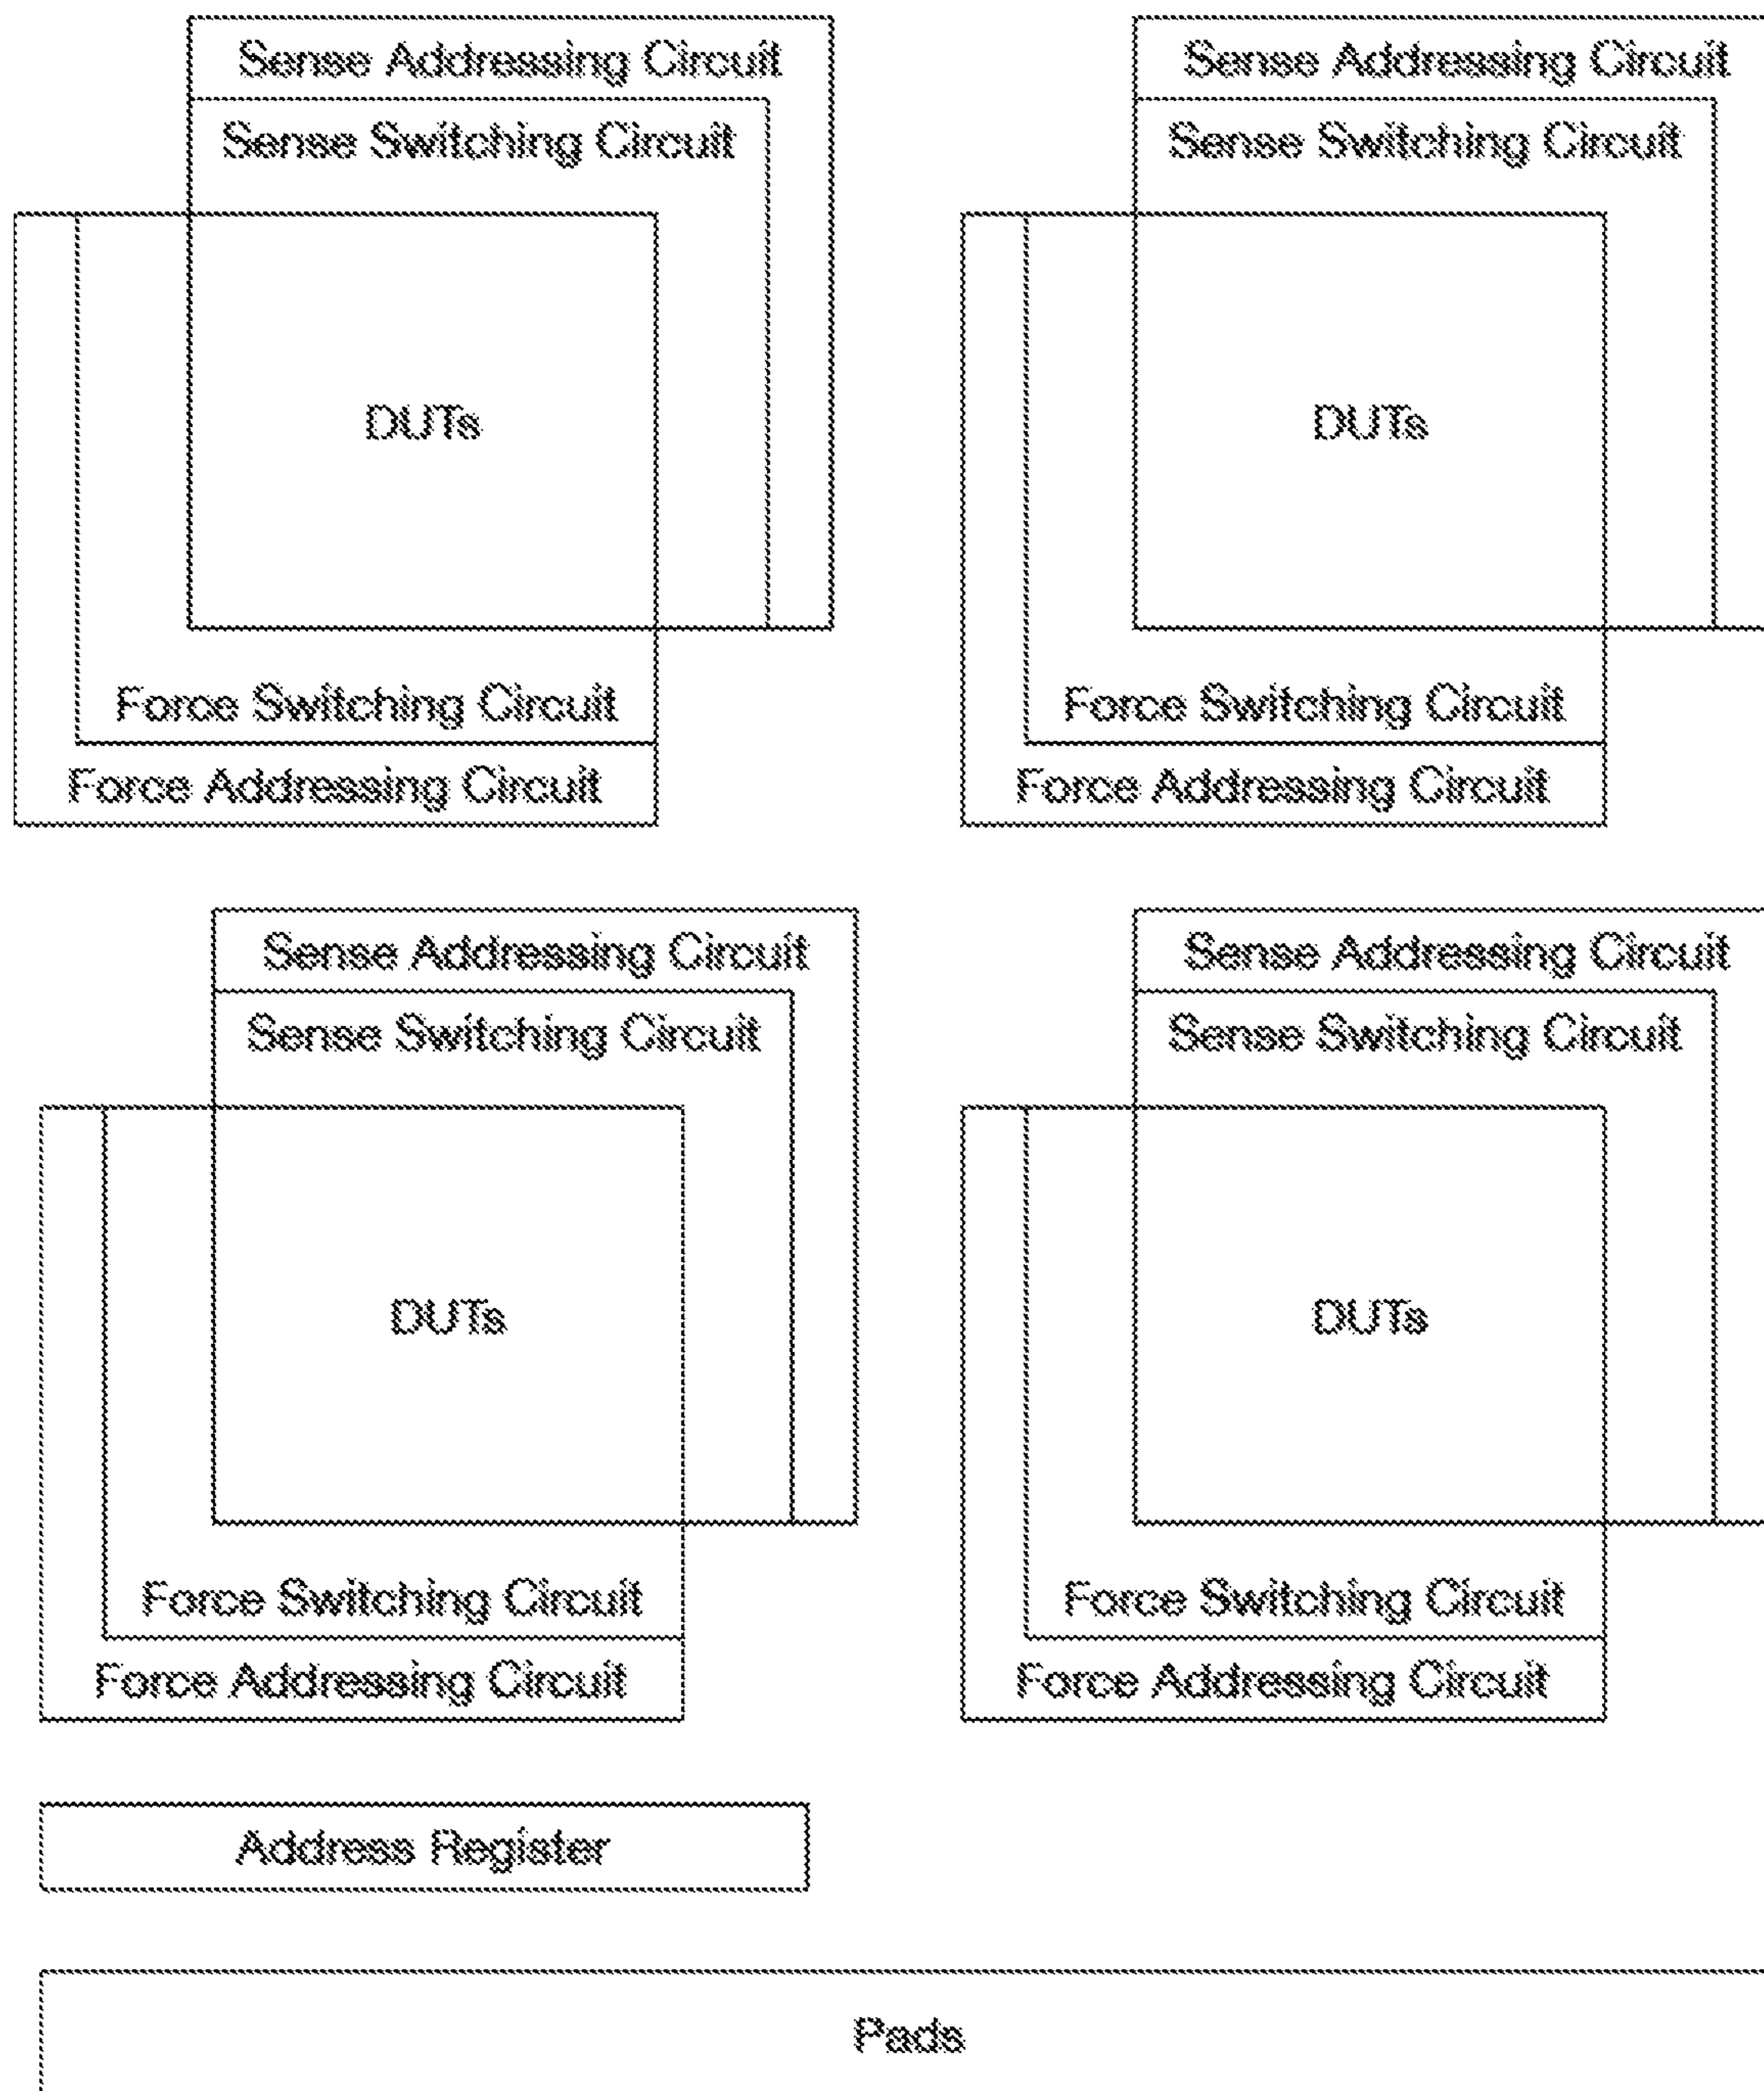 Sense Addressing Circuit
Sense Switching Circuit
DUTs
Force Switching Circuit
Force Addressing Circuit
Sense Addressing Circuit
Sense Switching Circuit
DUTs
Force Switching Circuit
Force Addressing Circuit
Sense Addressing Circuit
Sense Switching Circuit
DUTs
Force Switching Circuit
Force Addressing Circuit
Sense Addressing Circuit
Sense Switching Circuit
DUTs
Force Switching Circuit
Force Addressing Circuit
Address Register
Pads